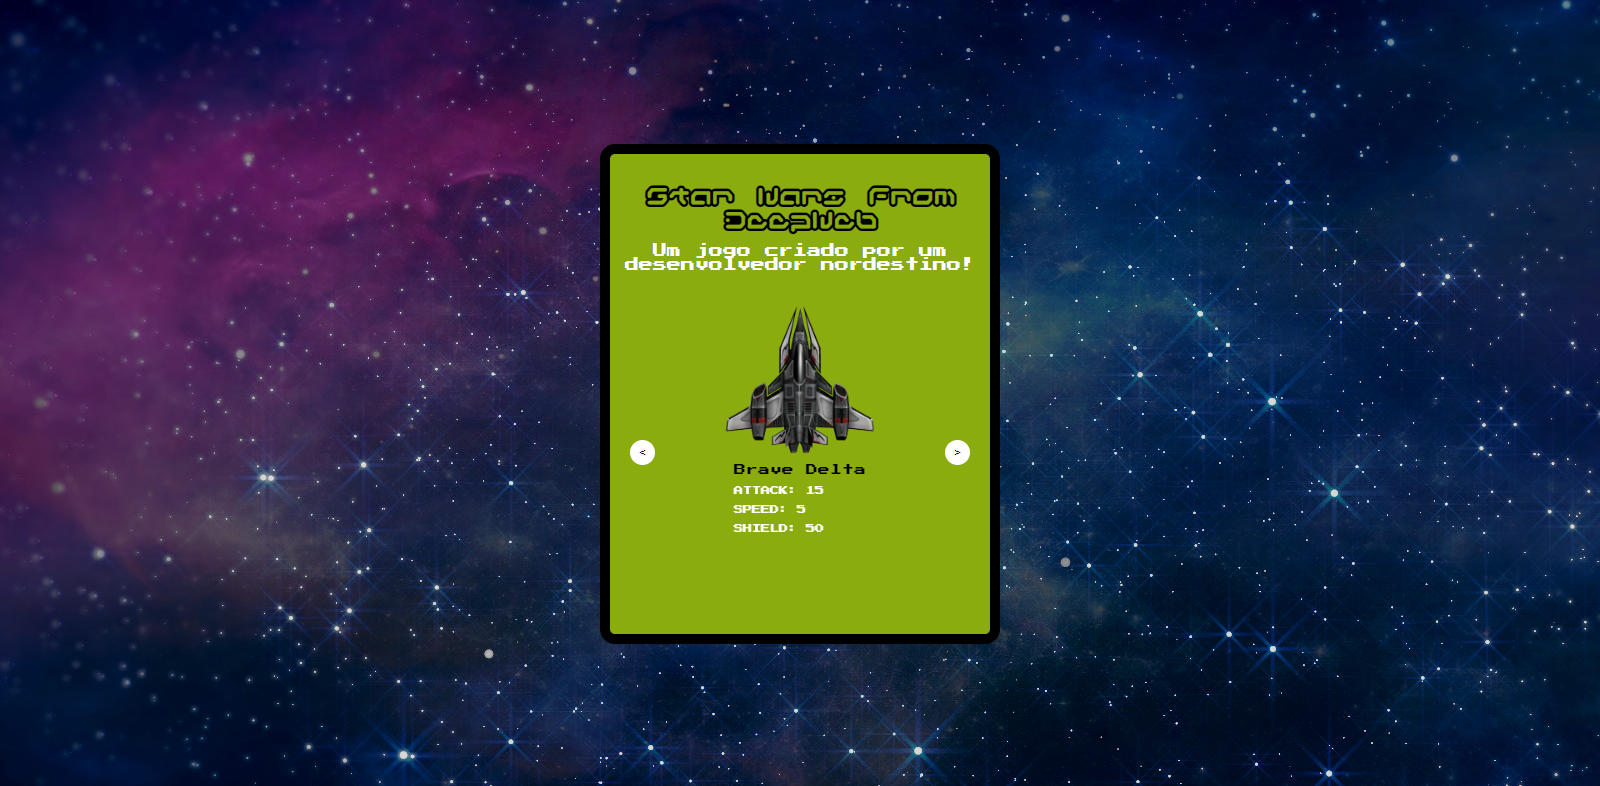 Star Wars From
DeepWeb
Um jogo criado por um
desenvolvedor nordestino!
< >
Brave Delta
ATTACK: 15
SPEED: 5
SHIELD: 50